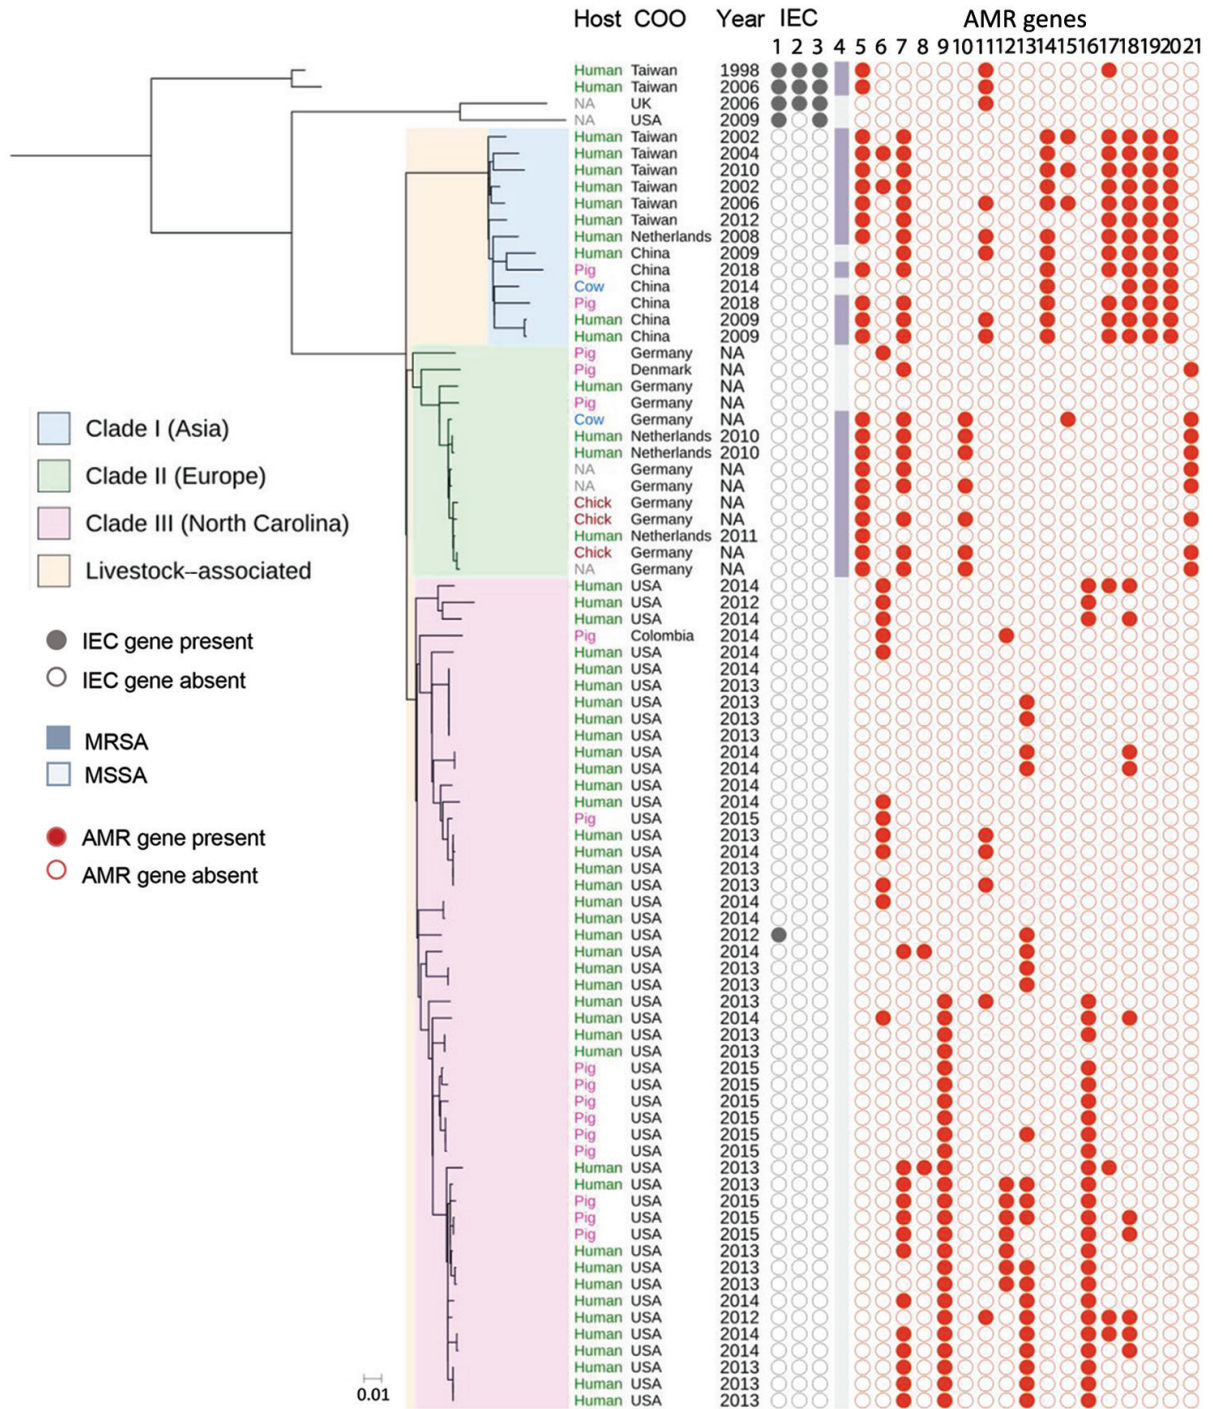 Host COO Year IEC AMR genes
1 2 3 4 5 6 7 8 9 10 11 12 13 14 15 16 17 18 19 20 21
Human Taiwan 1998
Human Taiwan 2006
NA UK 2006
NA USA 2009
Human Taiwan 2002
Human Taiwan 2004
Human Taiwan 2010
Human Taiwan 2002
Human Taiwan 2006
Human Taiwan 2012
Human Netherlands 2008
Human China 2009
Pig China 2018
Cow China 2014
Pig China 2018
Human China 2009
Human China 2009
Pig Germany NA
Pig Denmark NA
Human Germany NA
Pig Germany NA
Cow Germany NA
Human Netherlands 2010
Human Netherlands 2010
NA Germany NA
NA Germany NA
Chick Germany NA
Chick Germany NA
Human Netherlands 2011
Chick Germany NA
NA Germany NA
Human USA 2014
Human USA 2012
Human USA 2014
Pig Colombia 2014
Human USA 2014
Human USA 2014
Human USA 2013
Human USA 2013
Human USA 2013
Human USA 2013
Human USA 2014
Human USA 2014
Human USA 2014
Human USA 2014
Pig USA 2015
Human USA 2013
Human USA 2014
Human USA 2013
Human USA 2013
Human USA 2014
Human USA 2014
Human USA 2012
Human USA 2014
Human USA 2013
Human USA 2013
Human USA 2013
Human USA 2014
Human USA 2013
Human USA 2013
Pig USA 2015
Pig USA 2015
Pig USA 2015
Pig USA 2015
Pig USA 2015
Pig USA 2015
Human USA 2013
Human USA 2013
Pig USA 2015
Pig USA 2015
Pig USA 2015
Human USA 2013
Human USA 2013
Human USA 2013
Human USA 2014
Human USA 2012
Human USA 2014
Human USA 2014
Human USA 2013
Human USA 2013
Human USA 2013
Clade I (Asia)
Clade II (Europe)
Clade III (North Carolina)
Livestock–associated
IEC gene present
IEC gene absent
MRSA
MSSA
AMR gene present
AMR gene absent
0.01